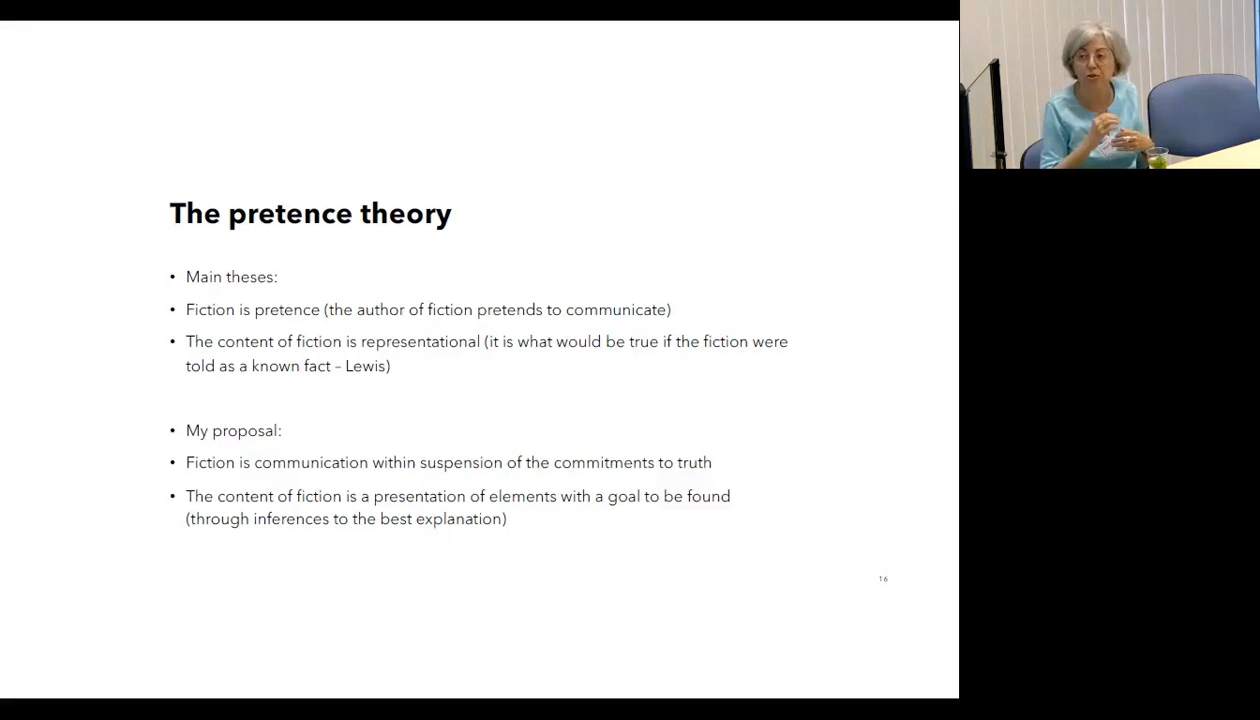 The pretence theory
• Main theses:
• Fiction is pretence (the author of fiction pretends to communicate)
• The content of fiction is representational (it is what would be true if the fiction were
told as a known fact – Lewis)
• My proposal:
• Fiction is communication within suspension of the commitments to truth
• The content of fiction is a presentation of elements with a goal to be found
(through inferences to the best explanation)
16